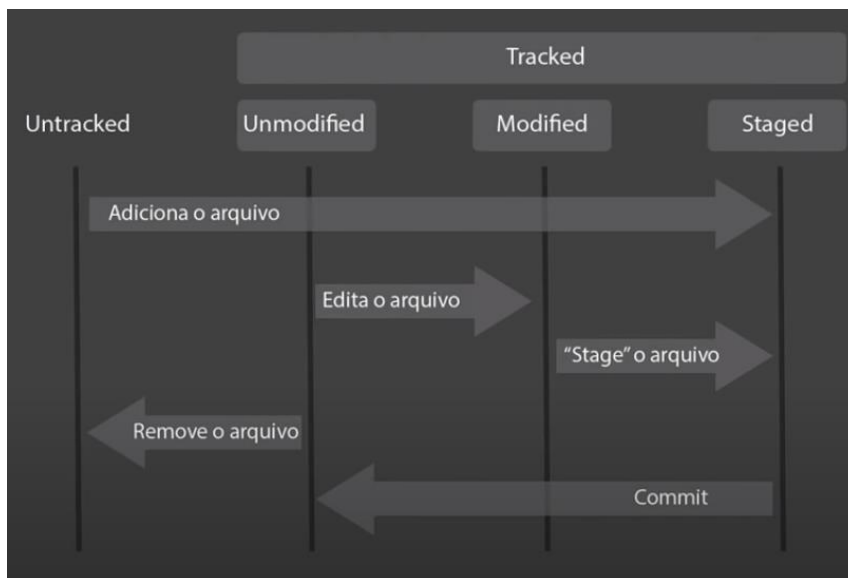 Tracked
Untracked
Unmodified
Modified
Staged
Adiciona o arquivo
Edita o arquivo
“Stage” o arquivo
Remove o arquivo
Commit